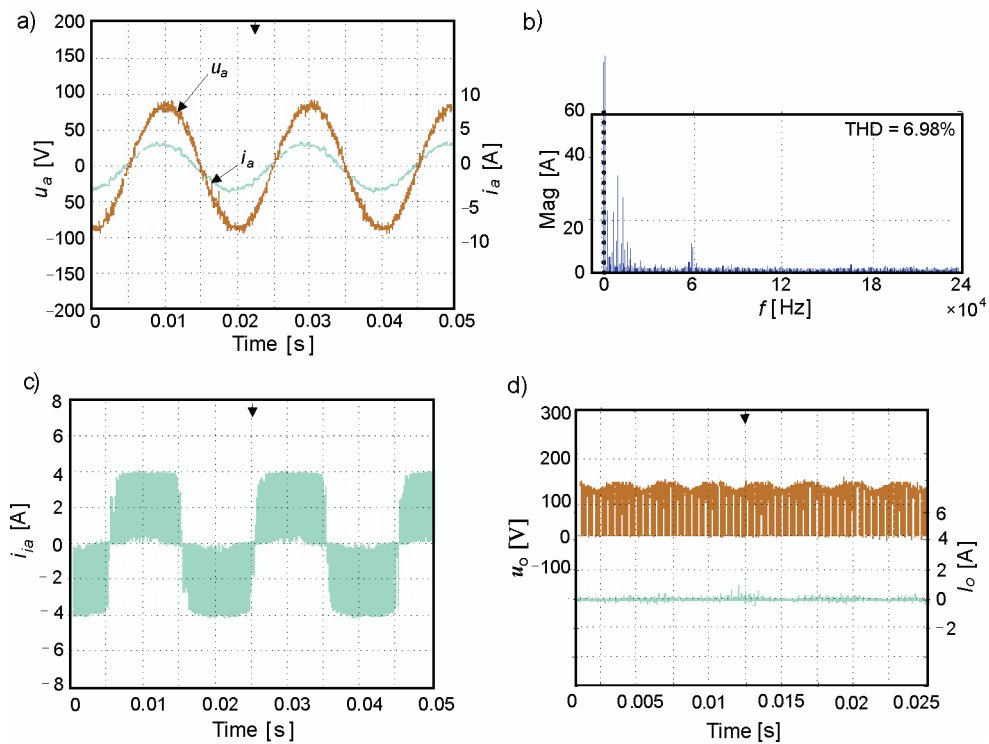 a)
200
150
100
50
0
−50
−100
−150
−200
u_a [V]
u_a
i_a
10
5
0
−5
−10
i_a [A]
0 0.01 0.02 0.03 0.04 0.05
Time [s]
b)
60
40
20
0
Mag [A]
THD = 6.98%
0 6 12 18 24
×10^4
f [Hz]
c)
8
6
4
2
0
−2
−4
−6
−8
i_ia [A]
0 0.01 0.02 0.03 0.04 0.05
Time [s]
d)
300
200
100
0
−100
u_o [V]
6
4
2
0
−2
I_o [A]
0 0.005 0.01 0.015 0.02 0.025
Time [s]